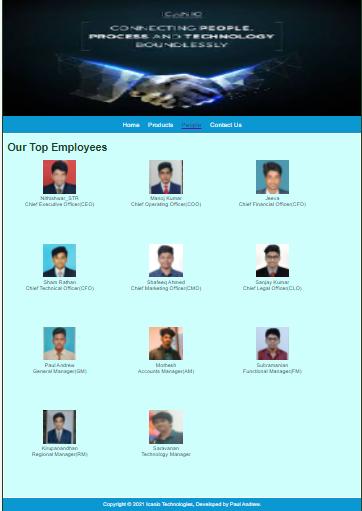 ICANIO
CONNECTING PEOPLE,
PROCESS AND TECHNOLOGY
BOUNDLESSLY
Home Products People Contact Us
Our Top Employees
Nithishwar_STR Manoj Kumar Jeeva
Chief Executive Officer(CEO) Chief Operating Officer(COO) Chief Financial Officer(CFO)
Sham Rathan Shafeeq Ahmed Sanjay Kumar
Chief Technical Officer(CFO) Chief Marketing Officer(CMO) Chief Legal Officer(CLO)
Paul Andrew Mothesh Subramanian
General Manager(GM) Accounts Manager(AM) Functional Manager(FM)
Kirupanandhan Saravanan
Regional Manager(RM) Technology Manager
Copyright © 2021 Icanio Technologies, Developed by Paul Andrew.